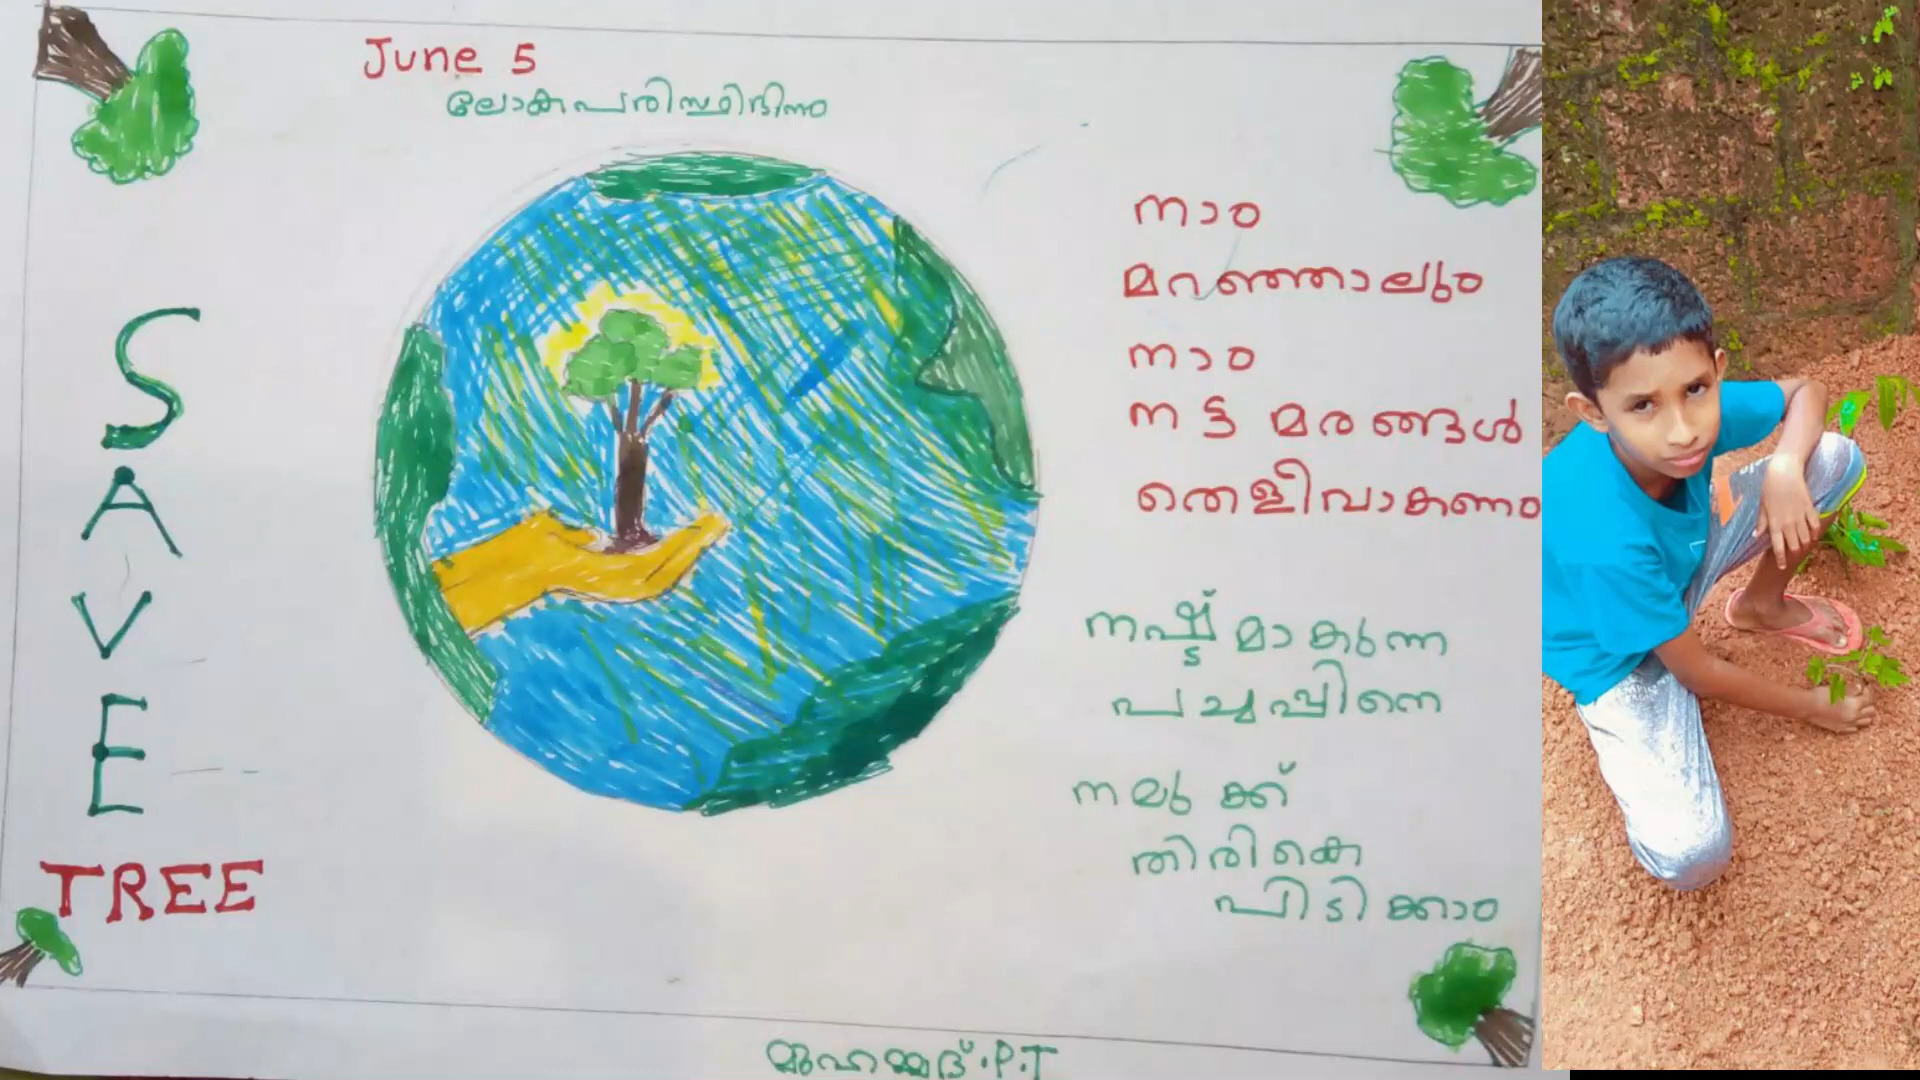 June 5
ലോകപരിസ്ഥിദിനം
SAVE
TREE
നാം
മറഞ്ഞാലും
നാം
നട്ട മരങ്ങൾ
തെളിവാകണം
നഷ്ട്ടമാകുന്ന
പച്ചപ്പിനെ
നമുക്ക്
തിരികെ
പിടിക്കാം
മുഹമ്മദ്.P.T